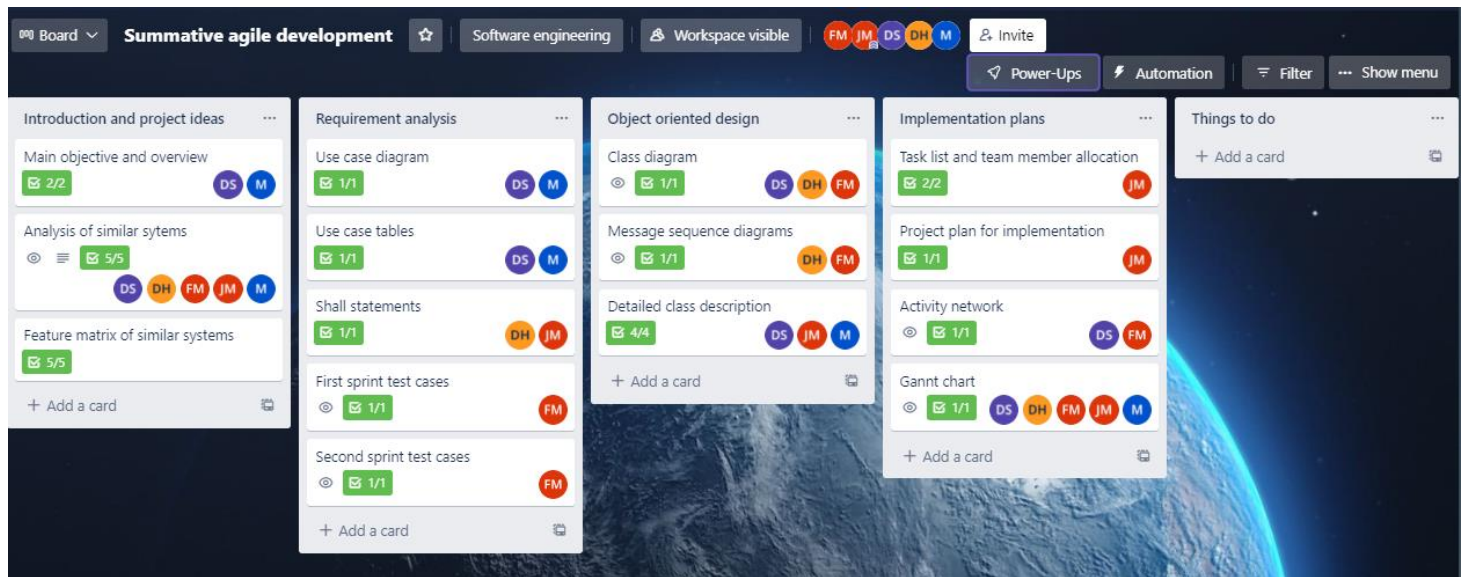 Board
Summative agile development
Software engineering
Workspace visible
FM JM DS DH M
Invite
Power-Ups
Automation
Filter
Show menu
Introduction and project ideas
Main objective and overview
2/2
DS M
Analysis of similar sytems
5/5
DS DH FM JM M
Feature matrix of similar systems
5/5
+ Add a card
Requirement analysis
Use case diagram
1/1
DS M
Use case tables
1/1
DS M
Shall statements
1/1
DH JM
First sprint test cases
1/1
FM
Second sprint test cases
1/1
FM
+ Add a card
Object oriented design
Class diagram
1/1
DS DH FM
Message sequence diagrams
1/1
DH FM
Detailed class description
4/4
DS JM M
+ Add a card
Implementation plans
Task list and team member allocation
2/2
JM
Project plan for implementation
1/1
JM
Activity network
1/1
DS FM
Gannt chart
1/1
DS DH FM JM M
+ Add a card
Things to do
+ Add a card